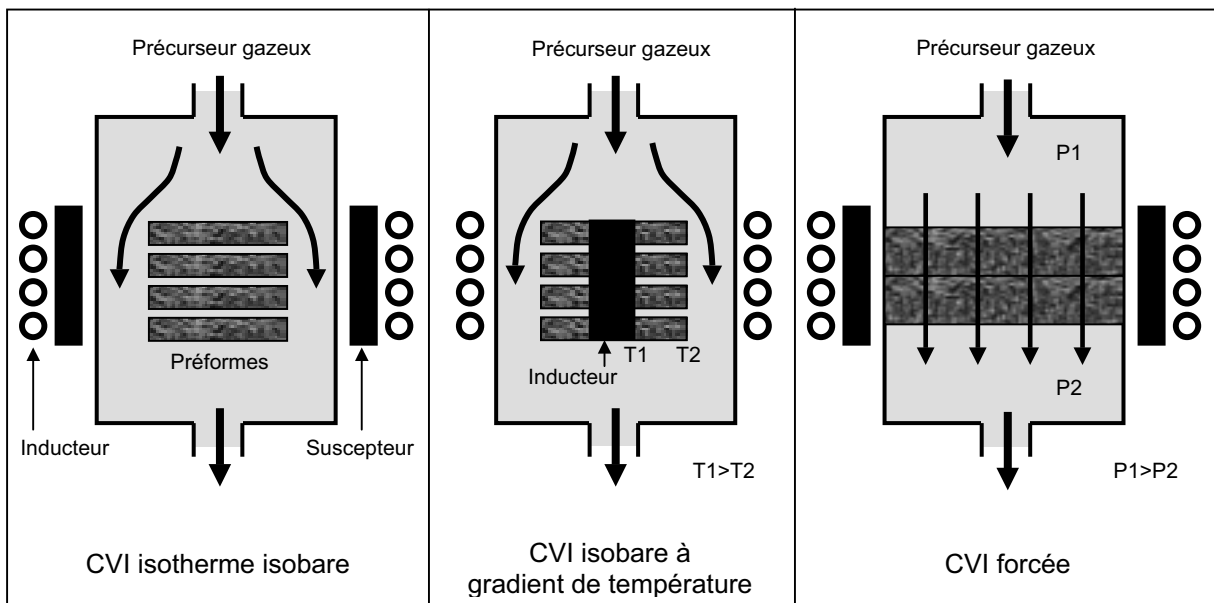 Précurseur gazeux
Préformes
Inducteur
Suscepteur
CVI isotherme isobare
Précurseur gazeux
T1
T2
Inducteur
T1>T2
CVI isobare à
gradient de température
Précurseur gazeux
P1
P2
P1>P2
CVI forcée